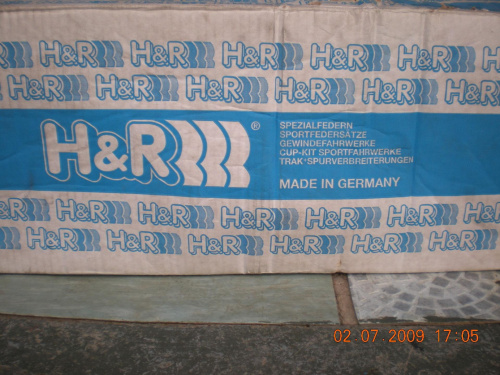 H&R H&R H&R H&R H&R H&R
H&R H&R H&R H&R H&R
H&R®
SPEZIALFEDERN
SPORTFEDERSÄTZE
GEWINDEFAHRWERKE
CUP-KIT SPORTFAHRWERKE
TRAK+SPURVERBREITERUNGEN
MADE IN GERMANY
H&R H&R H&R H&R H&R H&R
H&R H&R H&R H&R H&R H&R
02.07.2009 17:05